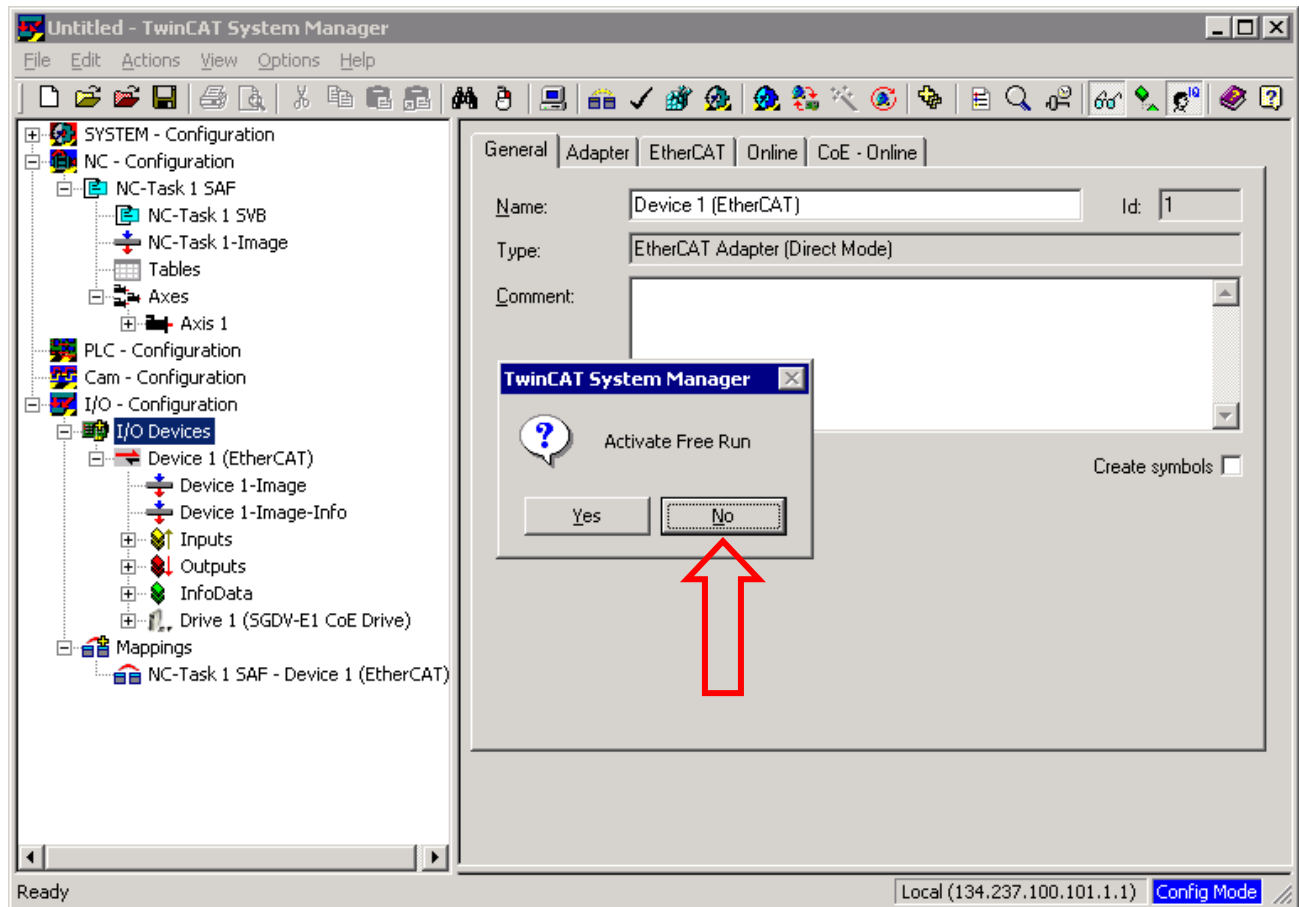 Untitled - TwinCAT System Manager
File Edit Actions View Options Help
SYSTEM - Configuration
NC - Configuration
NC-Task 1 SAF
NC-Task 1 SVB
NC-Task 1-Image
Tables
Axes
Axis 1
PLC - Configuration
Cam - Configuration
I/O - Configuration
I/O Devices
Device 1 (EtherCAT)
Device 1-Image
Device 1-Image-Info
Inputs
Outputs
InfoData
Drive 1 (SGDV-E1 CoE Drive)
Mappings
NC-Task 1 SAF - Device 1 (EtherCAT)
General Adapter EtherCAT Online CoE - Online
Name: Device 1 (EtherCAT) Id: 1
Type: EtherCAT Adapter (Direct Mode)
Comment:
TwinCAT System Manager
Activate Free Run
Yes No
Create symbols
Ready Local (134.237.100.101.1.1) Config Mode